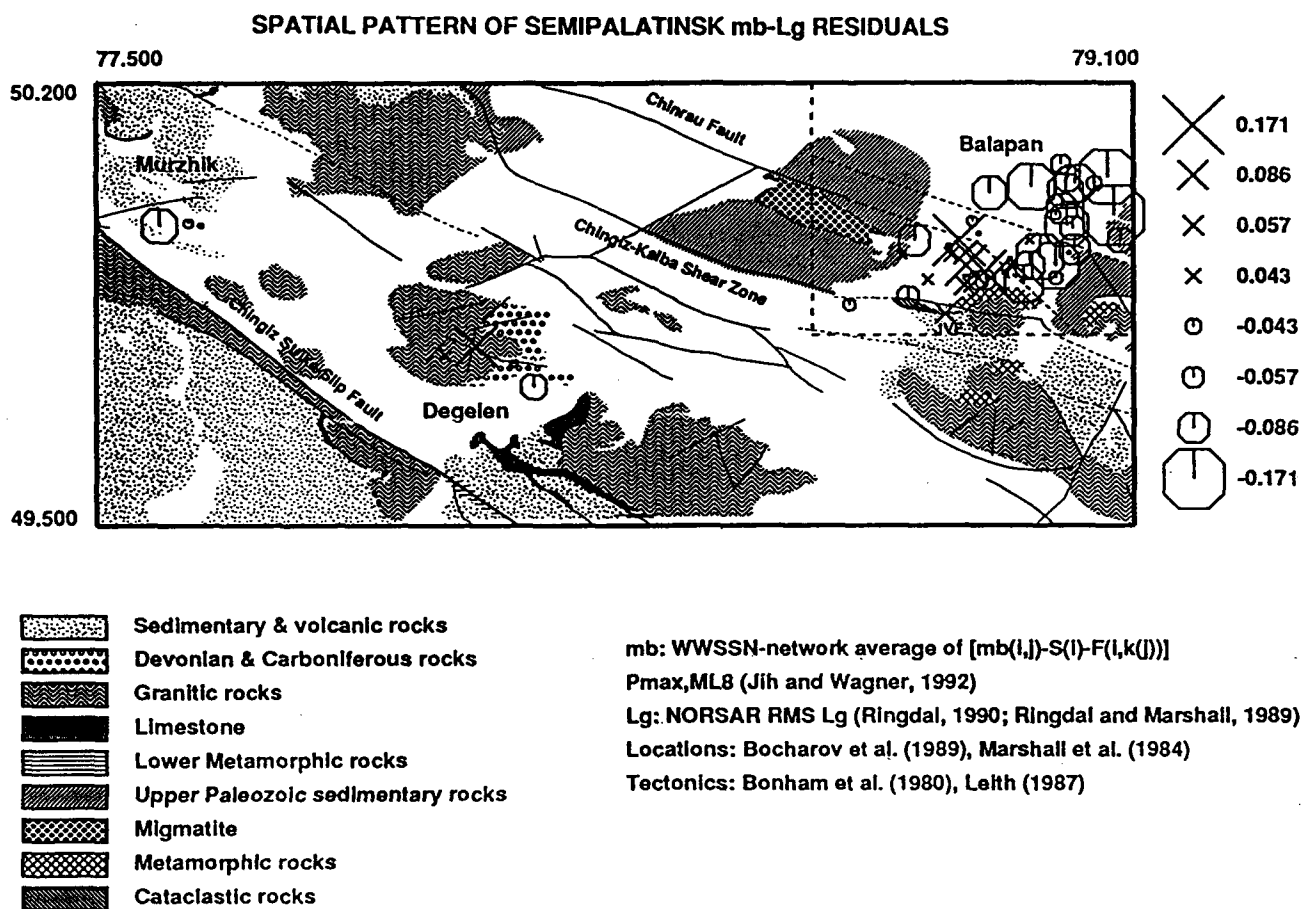 SPATIAL PATTERN OF SEMIPALATINSK mb-Lg RESIDUALS
77.500
79.100
50.200
Chinrau Fault
Balapan
Murzhik
Chingiz-Kalba Shear Zone
Chingiz Strike-Slip Fault
Degelen
49.500
0.171
0.086
0.057
0.043
-0.043
-0.057
-0.086
-0.171
Sedimentary & volcanic rocks
Devonian & Carboniferous rocks
Granitic rocks
Limestone
Lower Metamorphic rocks
Upper Paleozoic sedimentary rocks
Migmatite
Metamorphic rocks
Cataclastic rocks
mb: WWSSN-network average of [mb(i,j)-S(i)-F(i,k(j))]
Pmax,ML8 (Jih and Wagner, 1992)
Lg: NORSAR RMS Lg (Ringdal, 1990; Ringdal and Marshall, 1989)
Locations: Bocharov et al. (1989), Marshall et al. (1984)
Tectonics: Bonham et al. (1980), Leith (1987)